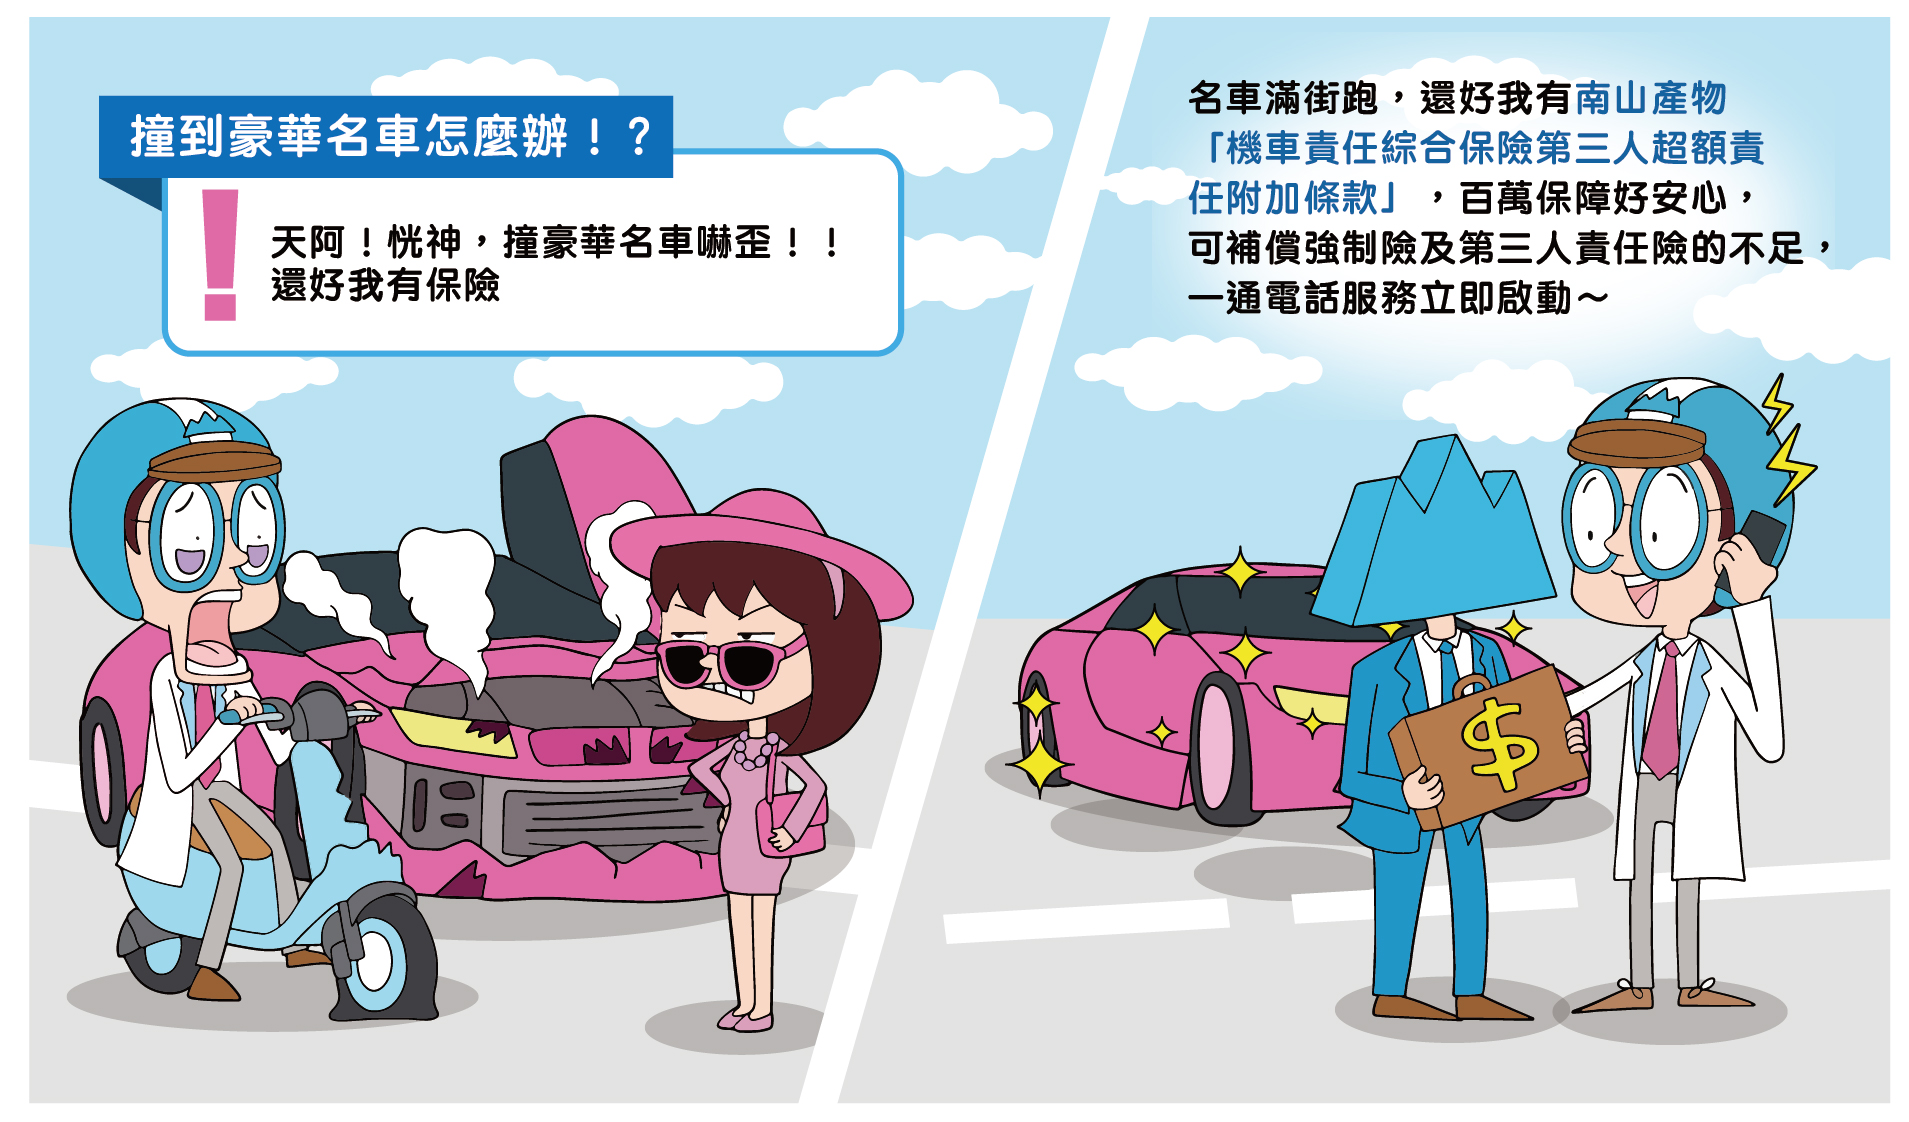 撞到豪華名車怎麼辦！？
天阿！恍神，撞豪華名車嚇歪！！
還好我有保險
名車滿街跑，還好我有南山產物
「機車責任綜合保險第三人超額責
任附加條款」，百萬保障好安心，
可補償強制險及第三人責任險的不足，
一通電話服務立即啟動～
$